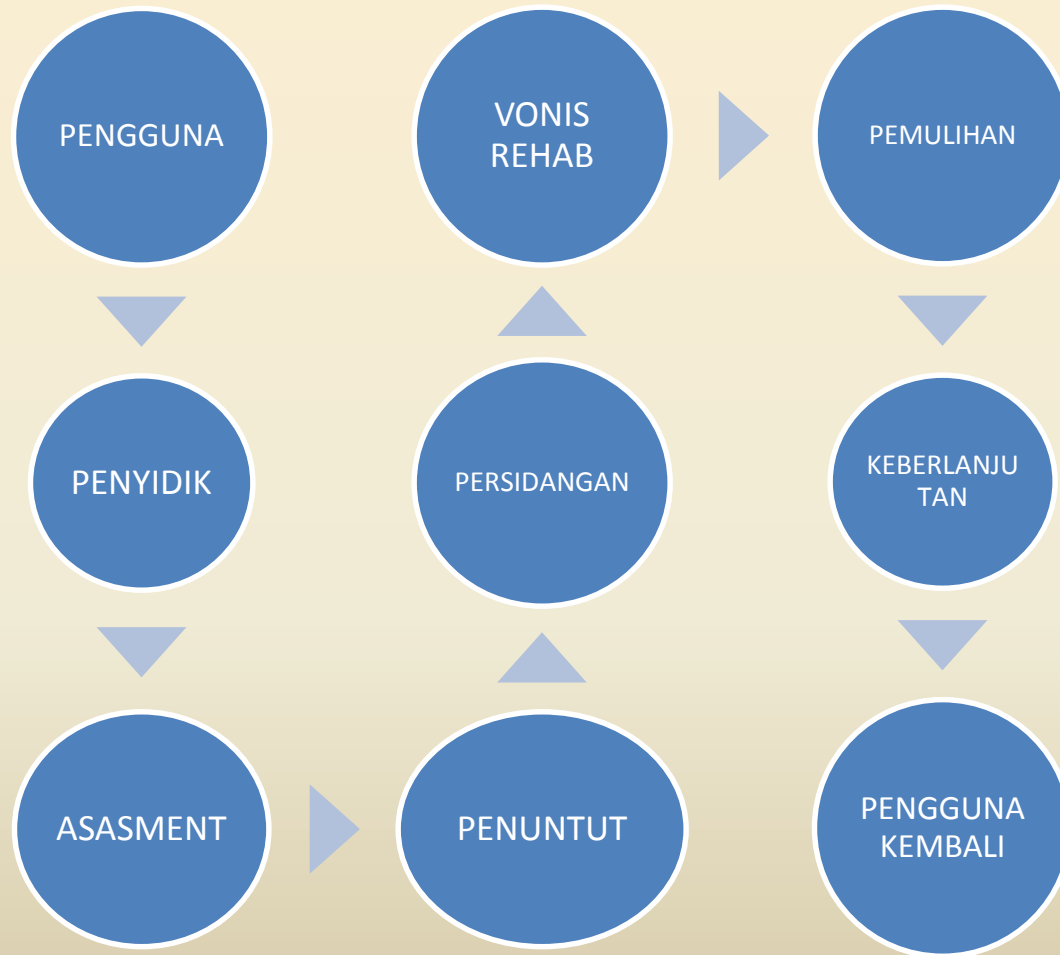 PENGGUNA
PENYIDIK
ASASMENT
PENUNTUT
PERSIDANGAN
VONIS
REHAB
PEMULIHAN
KEBERLANJU
TAN
PENGGUNA
KEMBALI